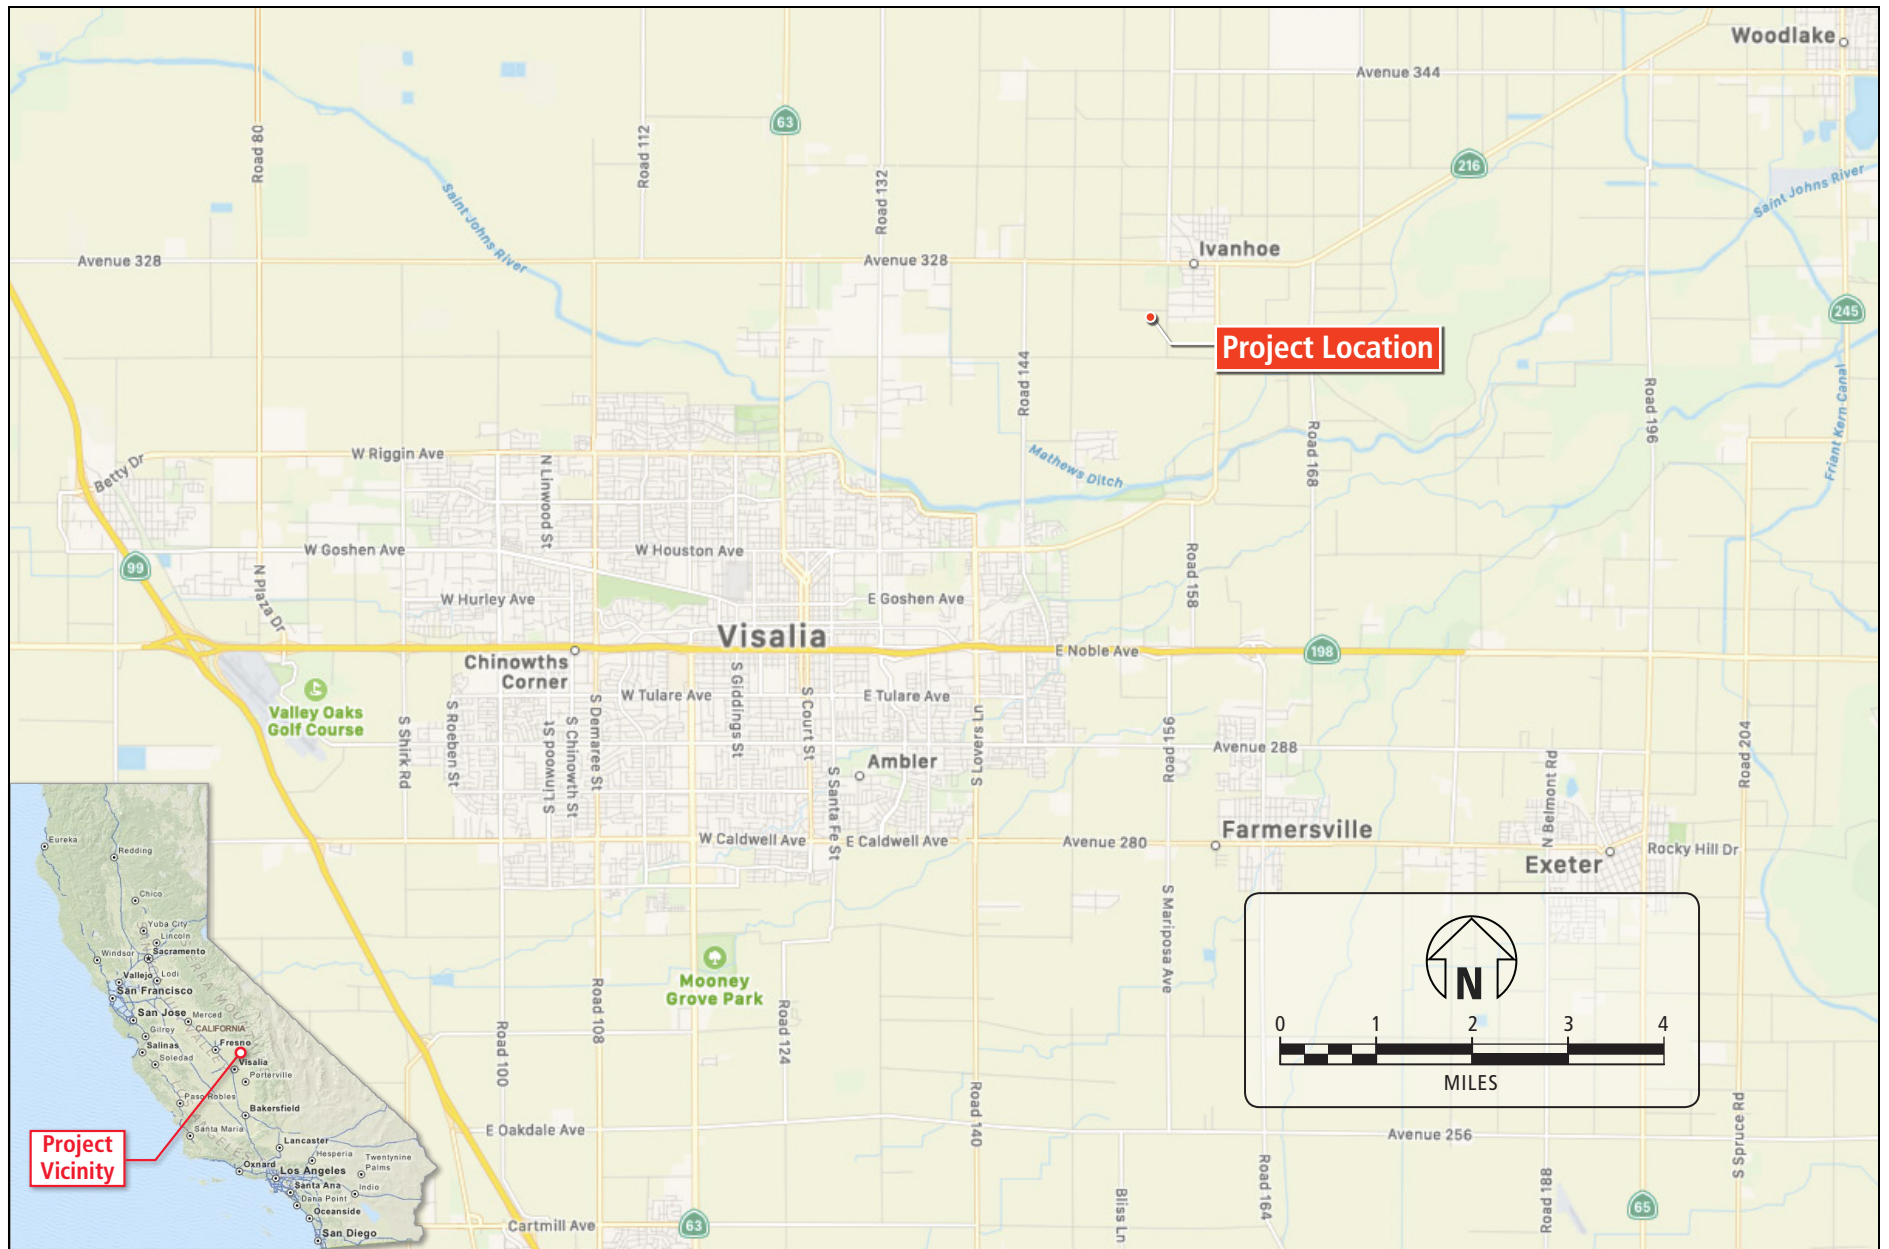 Woodlake
Avenue 344
63
Road 80
Road 112
Road 132
216
Saint Johns River
Saint Johns River
Ivanhoe
Avenue 328
Avenue 328
245
Project Location
Road 144
Road 168
Road 196
Friant Kern Canal
W Riggin Ave
Betty Dr
N Linwood St
Mathews Ditch
W Goshen Ave
W Houston Ave
99
N Plaza Dr
Road 158
W Hurley Ave
E Goshen Ave
Visalia
E Noble Ave
198
Chinowths
Corner
W Tulare Ave
E Tulare Ave
Valley Oaks
Golf Course
S Shirk Rd
S Roeben St
S Linwood St
S Chinowth St
S Demaree St
S Giddings St
S Court St
S Santa Fe St
S Lovers Ln
Road 156
Avenue 288
Road 204
N Belmont Rd
Ambler
W Caldwell Ave
E Caldwell Ave
Avenue 280
Farmersville
Exeter
Rocky Hill Dr
S Mariposa Ave
Mooney
Grove Park
Road 100
Road 108
Road 124
Road 140
E Oakdale Ave
Avenue 256
S Spruce Rd
Bliss Ln
Road 164
Road 188
65
Cartmill Ave
63
N
0 1 2 3 4
MILES
Eureka
Redding
Chico
Yuba City
Lincoln
Windsor
Sacramento
Vallejo
Lodi
San Francisco
San Jose
Merced
CALIFORNIA
Gilroy
Fresno
Salinas
Soledad
Visalia
Porterville
Paso Robles
Bakersfield
Santa Maria
Lancaster
Hesperia
Twentynine
Palms
Oxnard
Los Angeles
Santa Ana
Indio
Dana Point
Oceanside
San Diego
Project
Vicinity